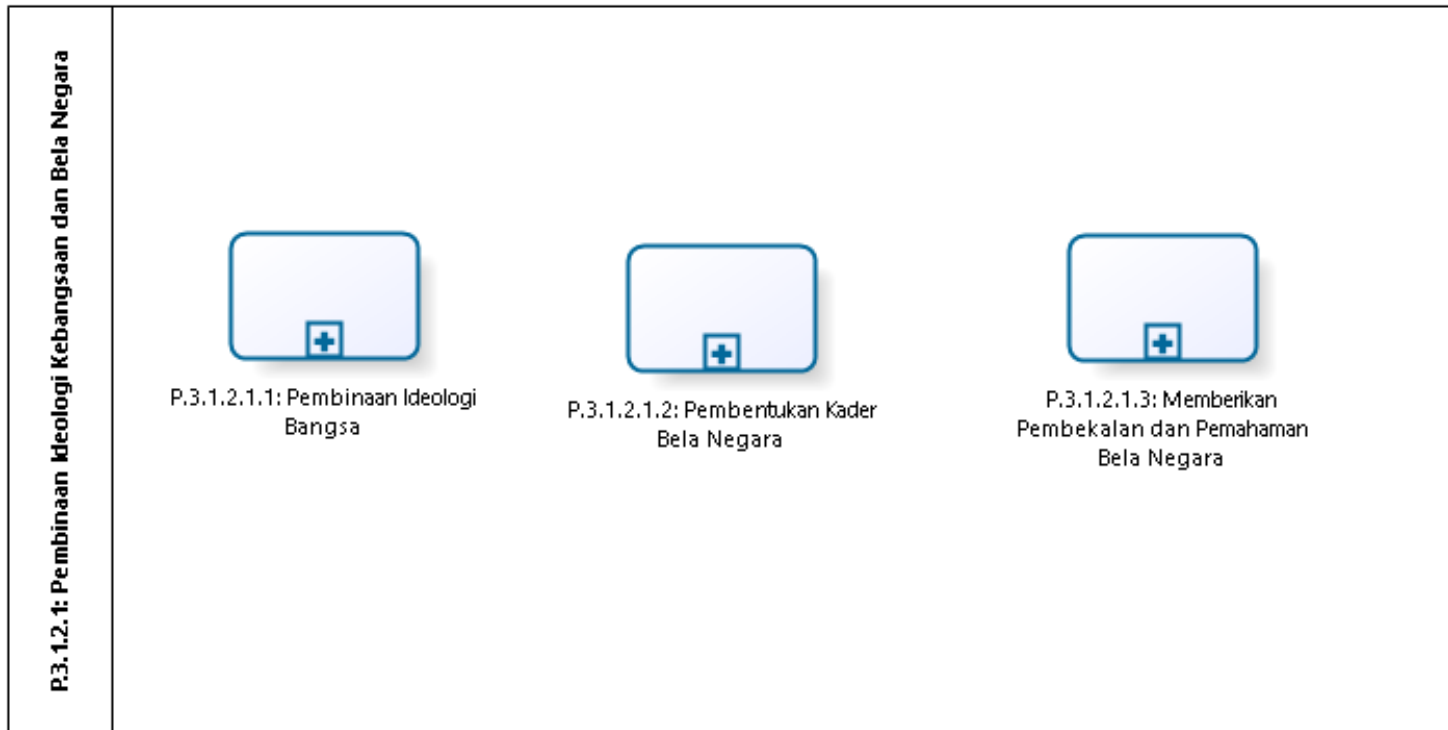 P.3.1.2.1: Pembinaan Ideologi Kebangsaan dan Bela Negara
P.3.1.2.1.1: Pembinaan Ideologi
Bangsa
P.3.1.2.1.2: Pembentukan Kader
Bela Negara
P.3.1.2.1.3: Memberikan
Pembekalan dan Pemahaman
Bela Negara